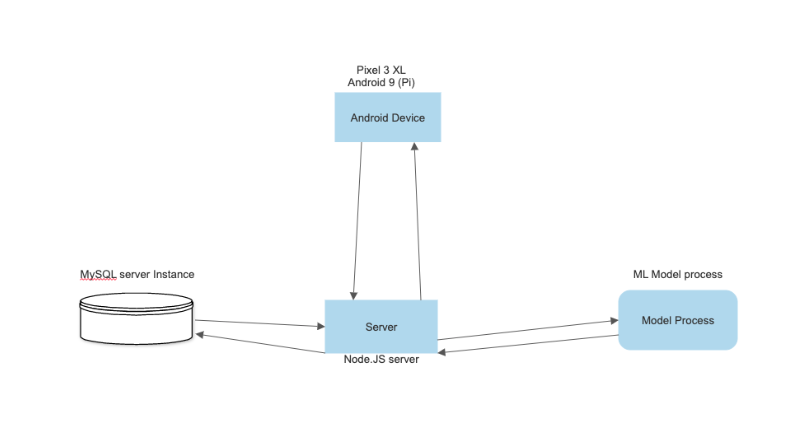 Pixel 3 XL
Android 9 (Pi)
Android Device
MySQL server Instance
ML Model process
Server
Model Process
Node.JS server